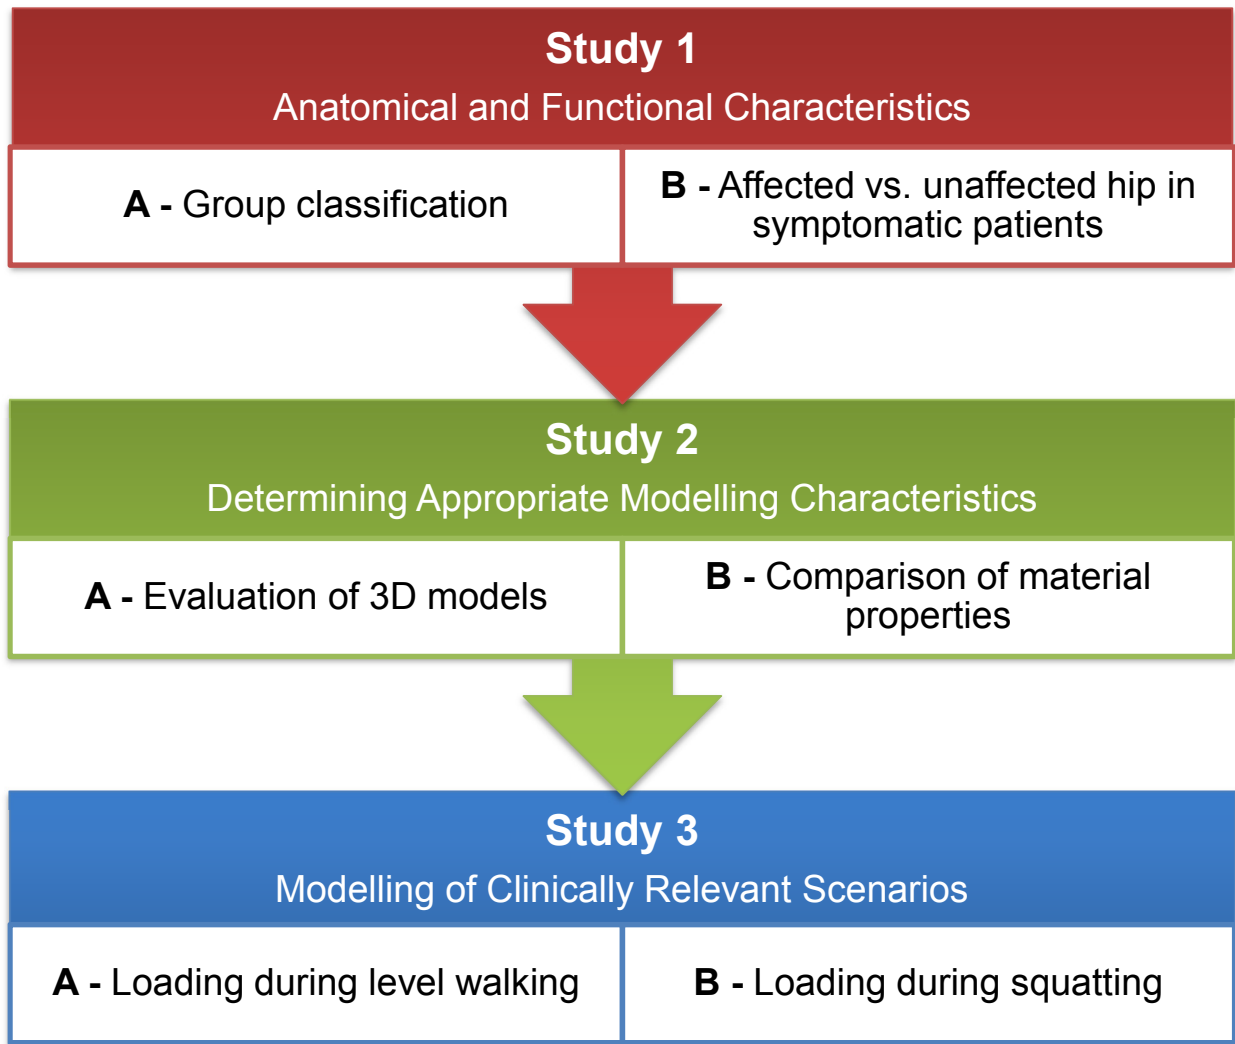 Study 1
Anatomical and Functional Characteristics
A - Group classification
B - Affected vs. unaffected hip in
symptomatic patients
Study 2
Determining Appropriate Modelling Characteristics
A - Evaluation of 3D models
B - Comparison of material
properties
Study 3
Modelling of Clinically Relevant Scenarios
A - Loading during level walking
B - Loading during squatting